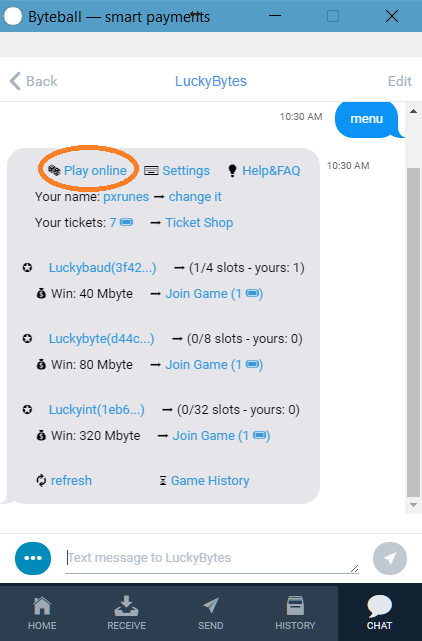 Byteball — smart payments
Back LuckyBytes Edit
10:30 AM menu
Play online Settings Help&FAQ 10:30 AM
Your name: pxrunes → change it
Your tickets: 7 → Ticket Shop
Luckybaud(3f42...) → (1/4 slots - yours: 1)
Win: 40 Mbyte → Join Game (1 )
Luckybyte(d44c...) → (0/8 slots - yours: 0)
Win: 80 Mbyte → Join Game (1 )
Luckyint(1eb6...) → (0/32 slots - yours: 0)
Win: 320 Mbyte → Join Game (1 )
refresh Game History
Text message to LuckyBytes
HOME RECEIVE SEND HISTORY CHAT